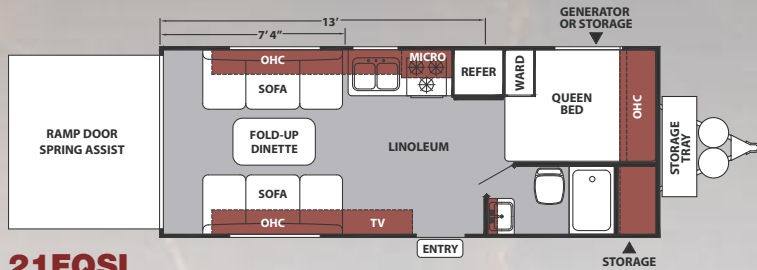 GENERATOR
OR STORAGE
13'
7' 4"
OHC
MICRO
REFER
WARD
SOFA
QUEEN
BED
OHC
RAMP DOOR
SPRING ASSIST
FOLD-UP
DINETTE
LINOLEUM
STORAGE
TRAY
SOFA
OHC
TV
ENTRY
STORAGE